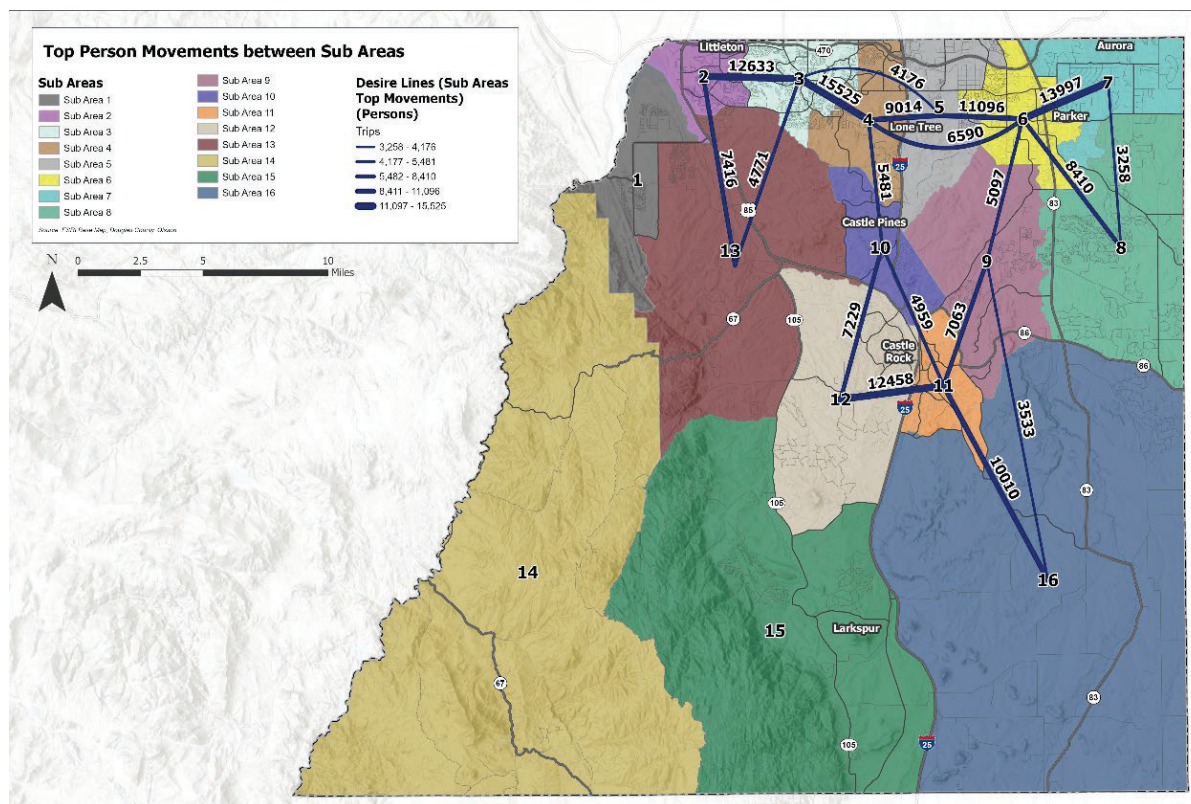 Top Person Movements between Sub Areas
Sub Areas
Sub Area 1
Sub Area 2
Sub Area 3
Sub Area 4
Sub Area 5
Sub Area 6
Sub Area 7
Sub Area 8
Sub Area 9
Sub Area 10
Sub Area 11
Sub Area 12
Sub Area 13
Sub Area 14
Sub Area 15
Sub Area 16
Desire Lines (Sub Areas
Top Movements)
(Persons)
Trips
3,258 - 4,176
4,177 - 5,481
5,482 - 8,410
8,411 - 11,096
11,097 - 15,525
Source: ESRI Base Map, Douglas County
N
0 2.5 5 10
Miles
Littleton
470
Aurora
2
12633
3
4176
15525
4
9014
5
11096
6
13997
7
Parker
Lone Tree
6590
25
1
7416
4771
85
5481
5097
8410
3258
83
13
Castle Pines
10
9
8
67
105
7229
4959
7063
86
Castle
Rock
86
12
12458
11
25
3533
10010
105
83
14
16
15
Larkspur
67
83
105
25